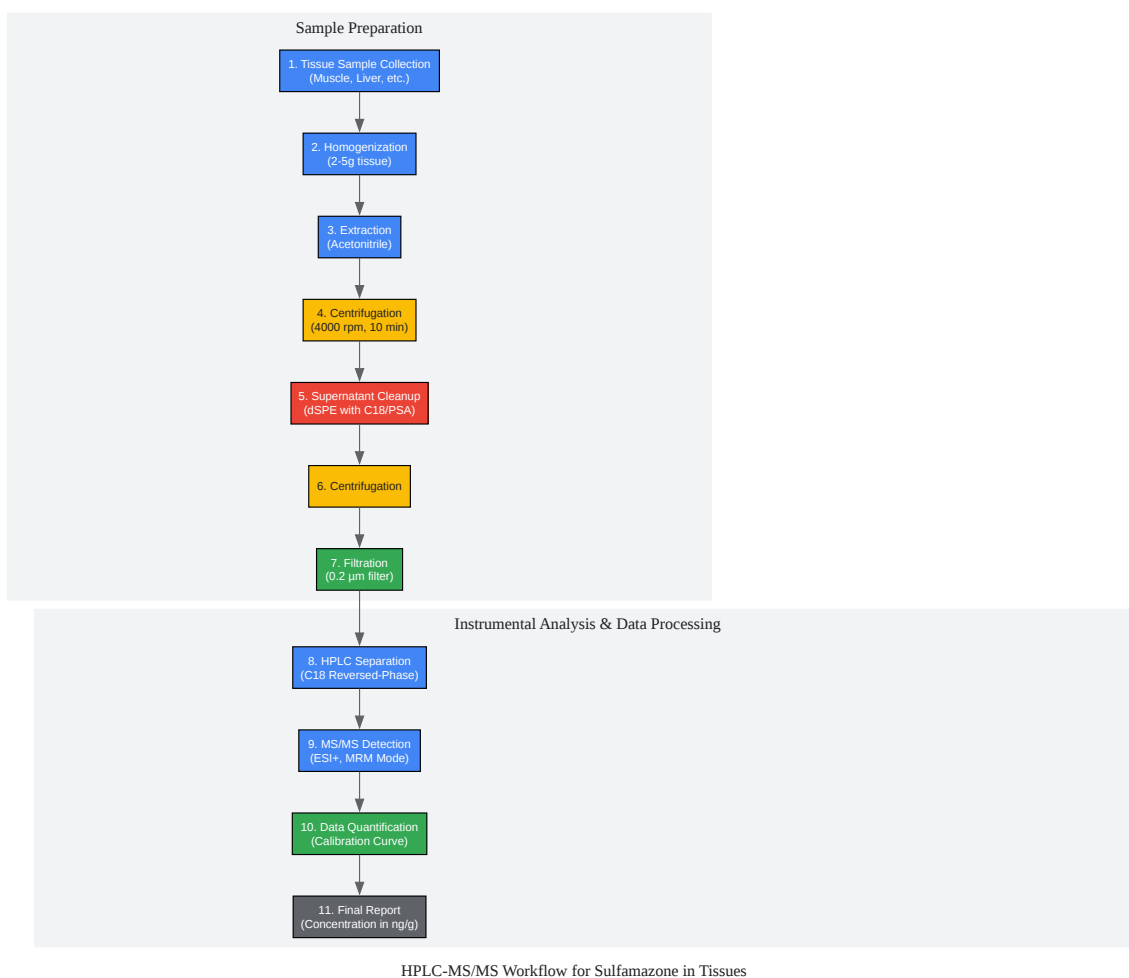 Sample Preparation
1. Tissue Sample Collection
(Muscle, Liver, etc.)
2. Homogenization
(2-5g tissue)
3. Extraction
(Acetonitrile)
4. Centrifugation
(4000 rpm, 10 min)
5. Supernatant Cleanup
(dSPE with C18/PSA)
6. Centrifugation
7. Filtration
(0.2 µm filter)
Instrumental Analysis & Data Processing
8. HPLC Separation
(C18 Reversed-Phase)
9. MS/MS Detection
(ESI+, MRM Mode)
10. Data Quantification
(Calibration Curve)
11. Final Report
(Concentration in ng/g)
HPLC-MS/MS Workflow for Sulfamazone in Tissues